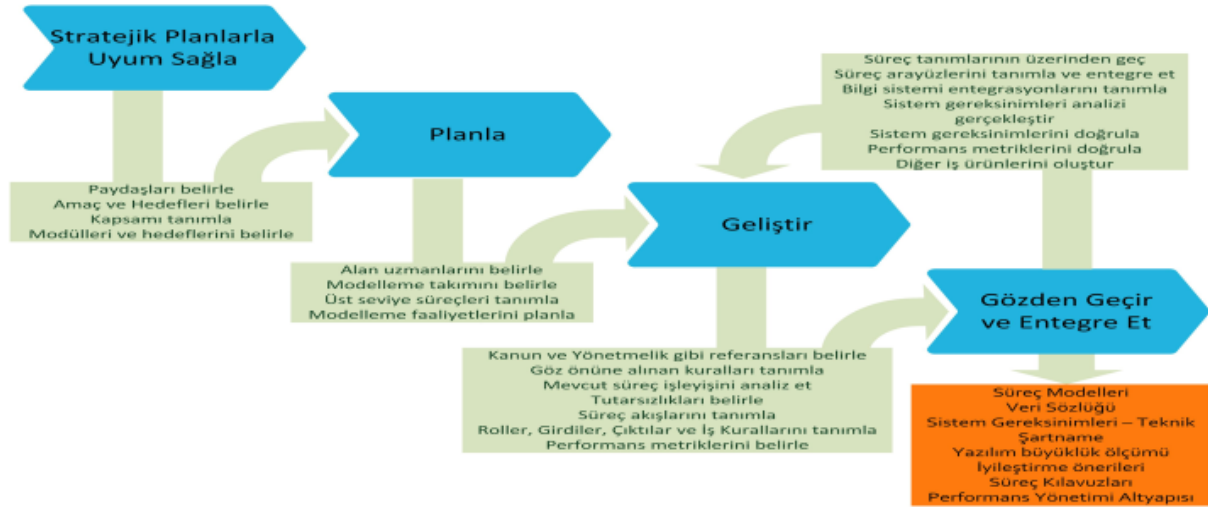 Stratejik Planlarla
Uyum Sağla
Paydaşları belirle
Amaç ve Hedefleri belirle
Kapsamı tanımla
Modülleri ve hedeflerini belirle
Planla
Alan uzmanlarını belirle
Modelleme takımını belirle
Üst seviye süreçleri tanımla
Modelleme faaliyetlerini planla
Geliştir
Kanun ve Yönetmelik gibi referansları belirle
Göz önüne alınan kuralları tanımla
Mevcut süreç işleyişini analiz et
Tutarsızlıkları belirle
Süreç akışlarını tanımla
Roller, Girdiler, Çıktılar ve İş Kurallarını tanımla
Performans metriklerini belirle
Süreç tanımlarının üzerinden geç
Süreç arayüzlerini tanımla ve entegre et
Bilgi sistemi entegrasyonlarını tanımla
Sistem gereksinimleri analizi
gerçekleştir
Sistem gereksinimlerini doğrula
Performans metriklerini doğrula
Diğer iş ürünlerini oluştur
Gözden Geçir
ve Entegre Et
Süreç Modelleri
Veri Sözlüğü
Sistem Gereksinimleri – Teknik
Şartname
Yazılım büyüklük ölçümü
İyileştirme önerileri
Süreç Kılavuzları
Performans Yönetimi Altyapısı